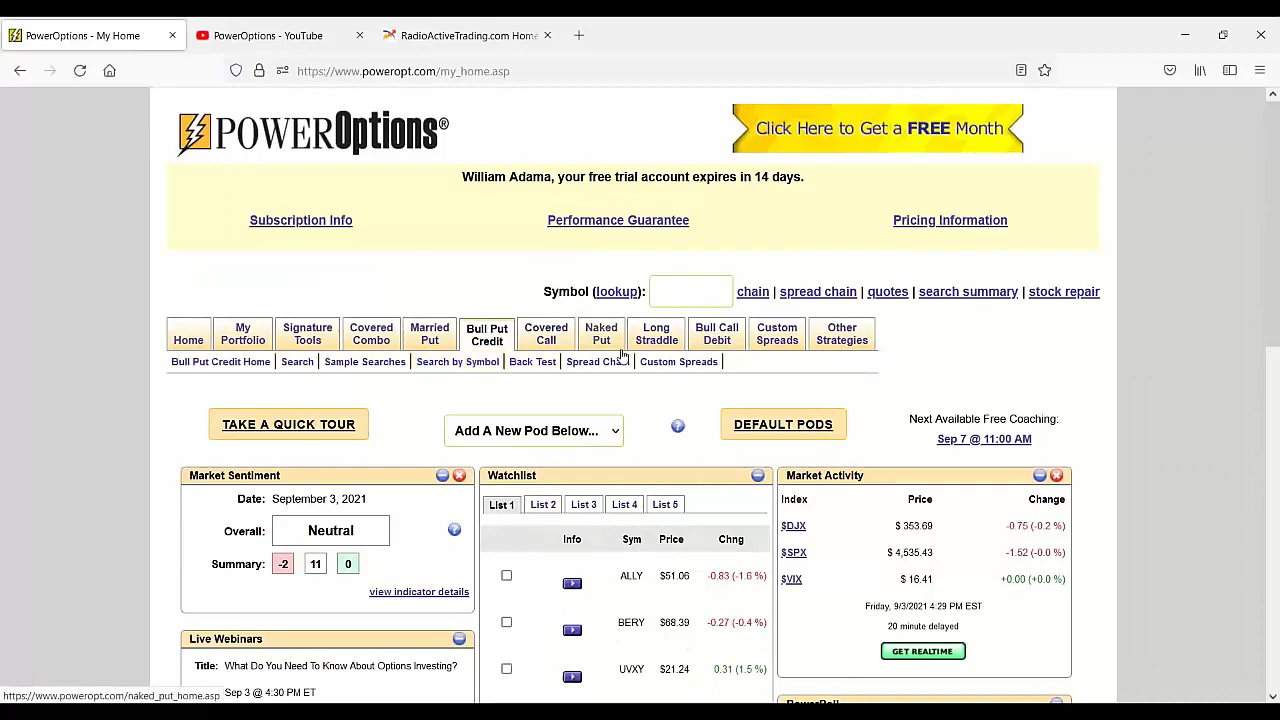 PowerOptions - My Home
PowerOptions - YouTube
RadioActiveTrading.com Home
https://www.poweropt.com/my_home.asp
POWEROptions®
Click Here to Get a FREE Month
William Adama, your free trial account expires in 14 days.
Subscription Info
Performance Guarantee
Pricing Information
Symbol (lookup): chain | spread chain | quotes | search summary | stock repair
Home
My Portfolio
Signature Tools
Covered Combo
Married Put
Bull Put Credit
Covered Call
Naked Put
Long Straddle
Bull Call Debit
Custom Spreads
Other Strategies
Bull Put Credit Home | Search | Sample Searches | Search by Symbol | Back Test | Spread Chain | Custom Spreads |
TAKE A QUICK TOUR
Add A New Pod Below...
DEFAULT PODS
Next Available Free Coaching:
Sep 7 @ 11:00 AM
Market Sentiment
Date: September 3, 2021
Overall: Neutral
Summary: -2 11 0
view indicator details
Live Webinars
Title: What Do You Need To Know About Options Investing?
Sep 3 @ 4:30 PM ET
Watchlist
List 1 List 2 List 3 List 4 List 5
Info Sym Price Chng
ALLY $51.06 -0.83 (-1.6 %)
BERY $68.39 -0.27 (-0.4 %)
UVXY $21.24 0.31 (1.5 %)
Market Activity
Index Price Change
$DJX $ 353.69 -0.75 (-0.2 %)
$SPX $ 4,535.43 -1.52 (-0.0 %)
$VIX $ 16.41 +0.00 (+0.0 %)
Friday, 9/3/2021 4:29 PM EST
20 minute delayed
GET REALTIME
https://www.poweropt.com/naked_put_home.asp